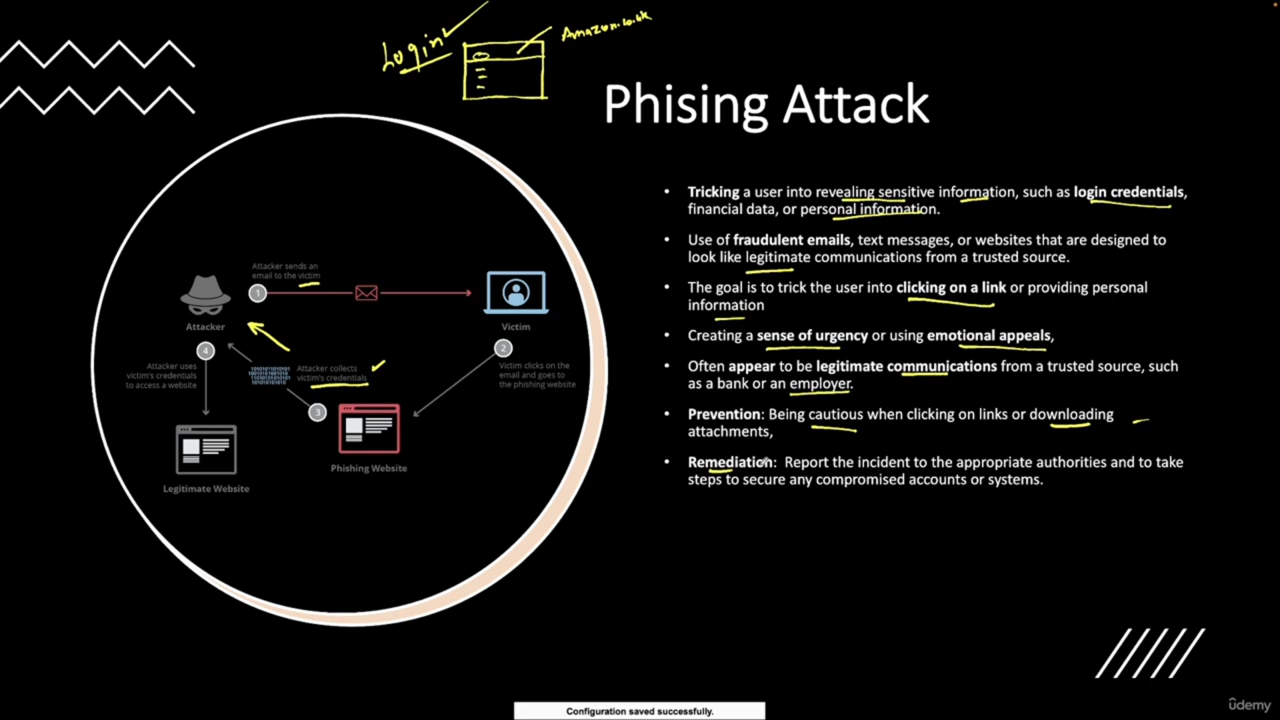 Login
Amazon.co.uk
Phising Attack
• Tricking a user into revealing sensitive information, such as login credentials,
financial data, or personal information.
• Use of fraudulent emails, text messages, or websites that are designed to
look like legitimate communications from a trusted source.
• The goal is to trick the user into clicking on a link or providing personal
information
• Creating a sense of urgency or using emotional appeals,
• Often appear to be legitimate communications from a trusted source, such
as a bank or an employer.
• Prevention: Being cautious when clicking on links or downloading
attachments,
• Remediation: Report the incident to the appropriate authorities and to take
steps to secure any compromised accounts or systems.
Attacker sends an
email to the victim
1
Attacker
Victim
4
Attacker uses
victim's credentials
to access a website
Attacker collects
victim's credentials
2
Victim clicks on the
email and goes to
the phishing website
3
Phishing Website
Legitimate Website
Configuration saved successfully.
ûdemy